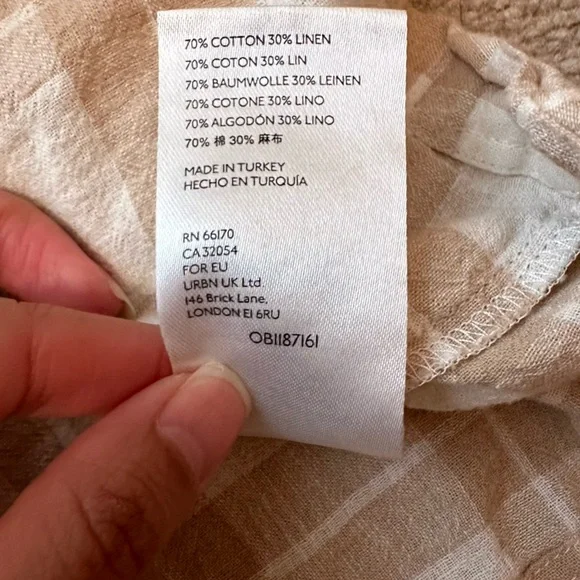 70% COTTON 30% LINEN
70% COTON 30% LIN
70% BAUMWOLLE 30% LEINEN
70% COTONE 30% LINO
70% ALGODÓN 30% LINO
70% 棉 30% 麻布
MADE IN TURKEY
HECHO EN TURQUÍA
RN 66170
CA 32054
FOR EU
URBN UK Ltd.
146 Brick Lane,
LONDON E1 6RU
OB1187161